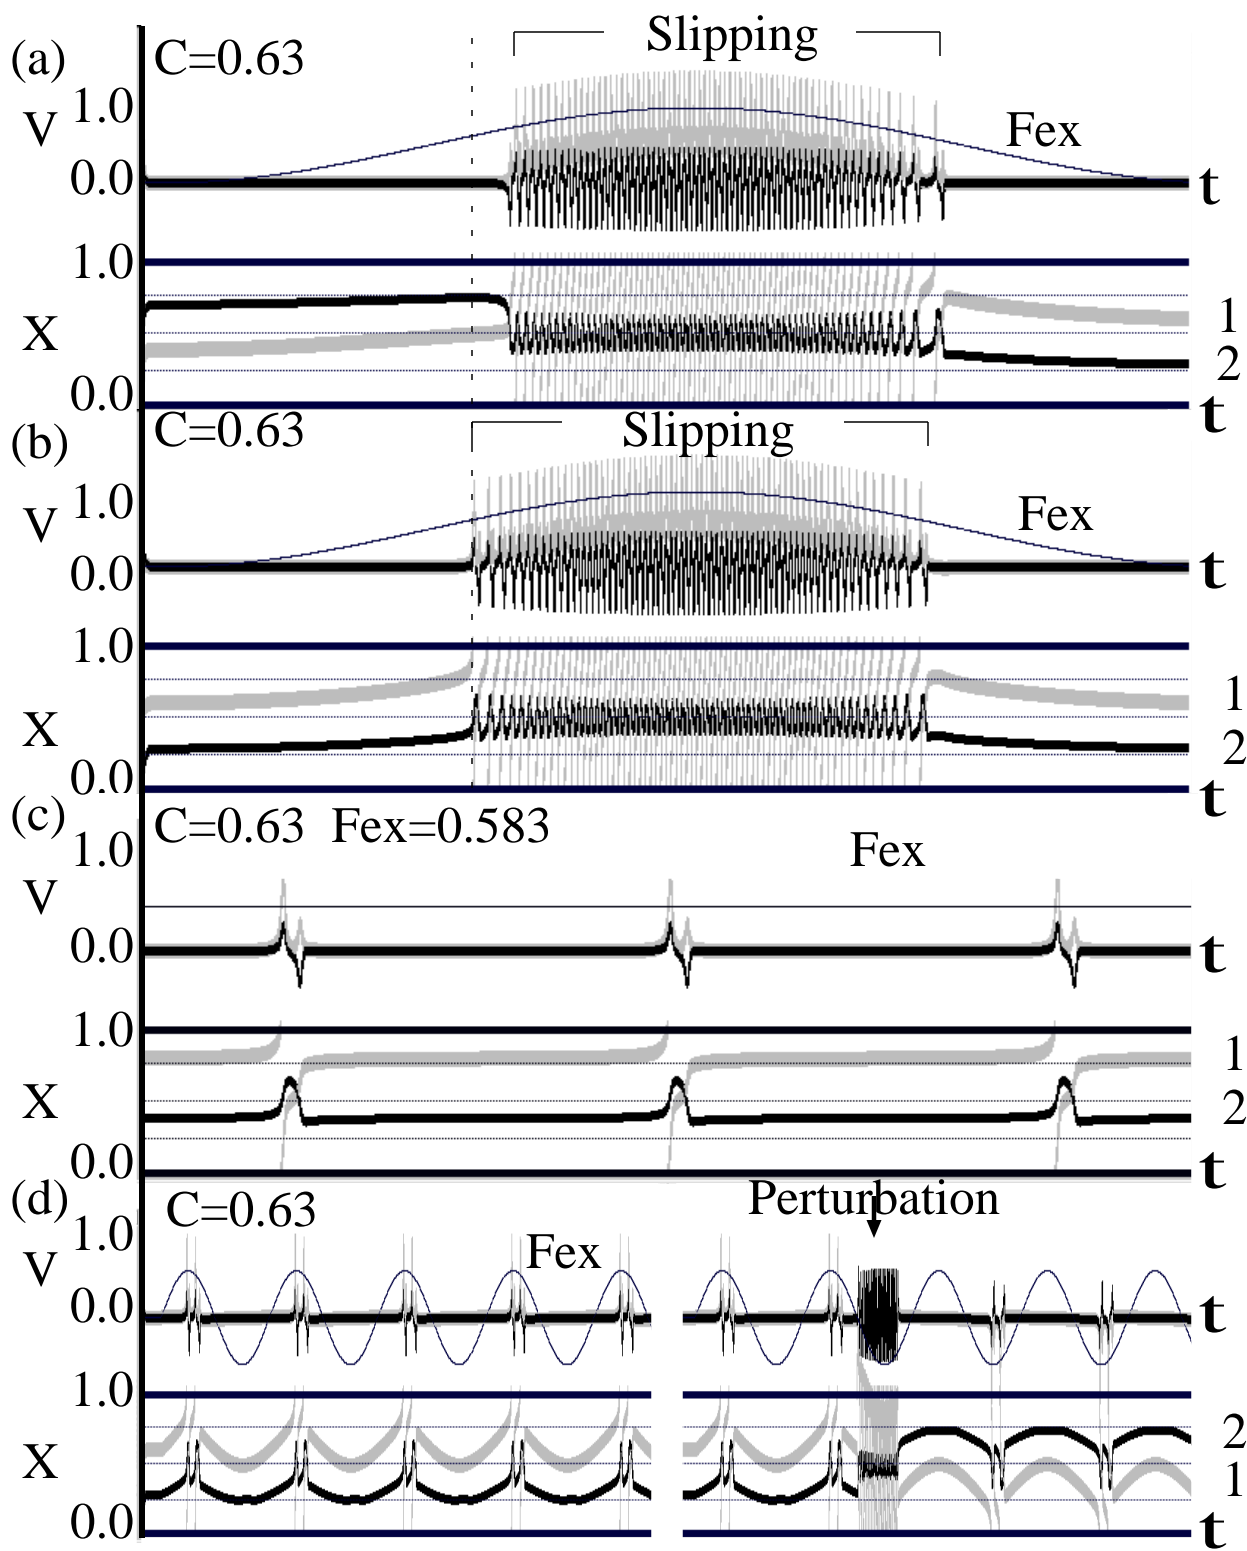 (a) C=0.63 Slipping
V 1.0 Fex
0.0 t
1.0
X 1
2
0.0 t
(b) C=0.63 Slipping
V 1.0 Fex
0.0 t
1.0
X 1
2
0.0 t
(c) C=0.63 Fex=0.583
V 1.0 Fex
0.0 t
1.0 1
X 2
0.0 t
(d) C=0.63 Perturbation
V 1.0 Fex
0.0 t
1.0
2
X 1
0.0 t